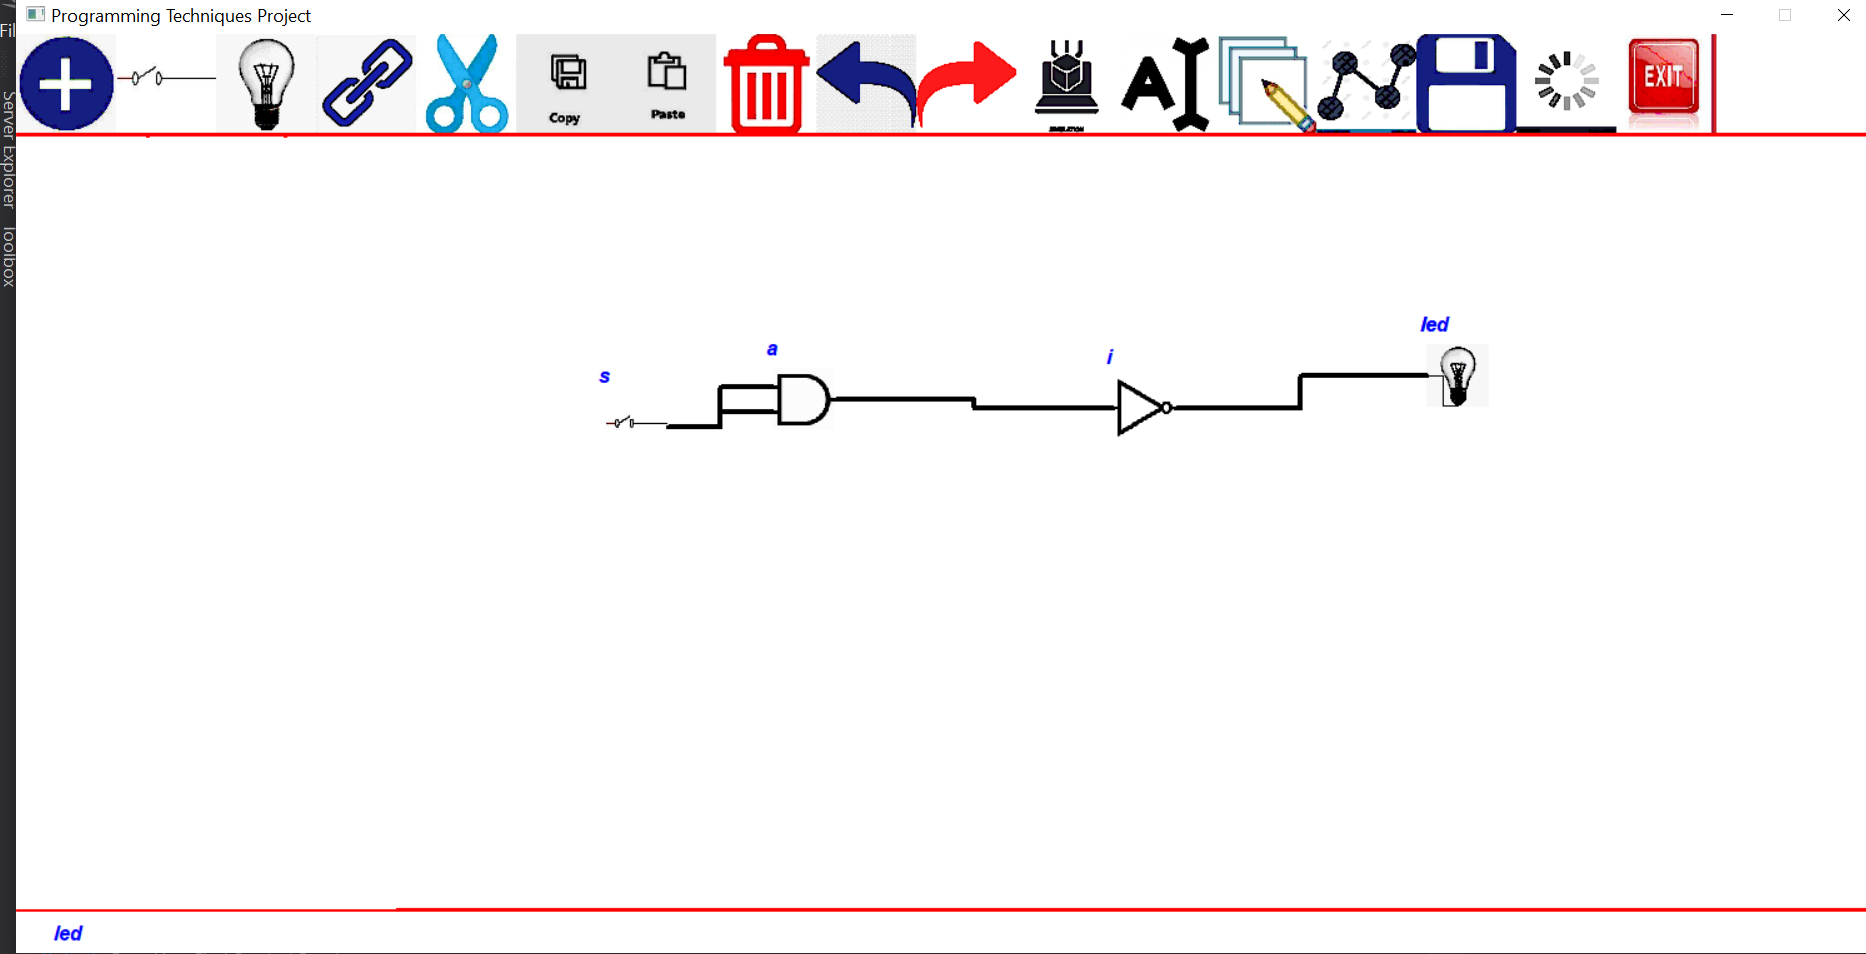 Programming Techniques Project
Fil
Server Explorer
Toolbox
Copy
Paste
SIMULATION
A
EXIT
led
a
i
s
led